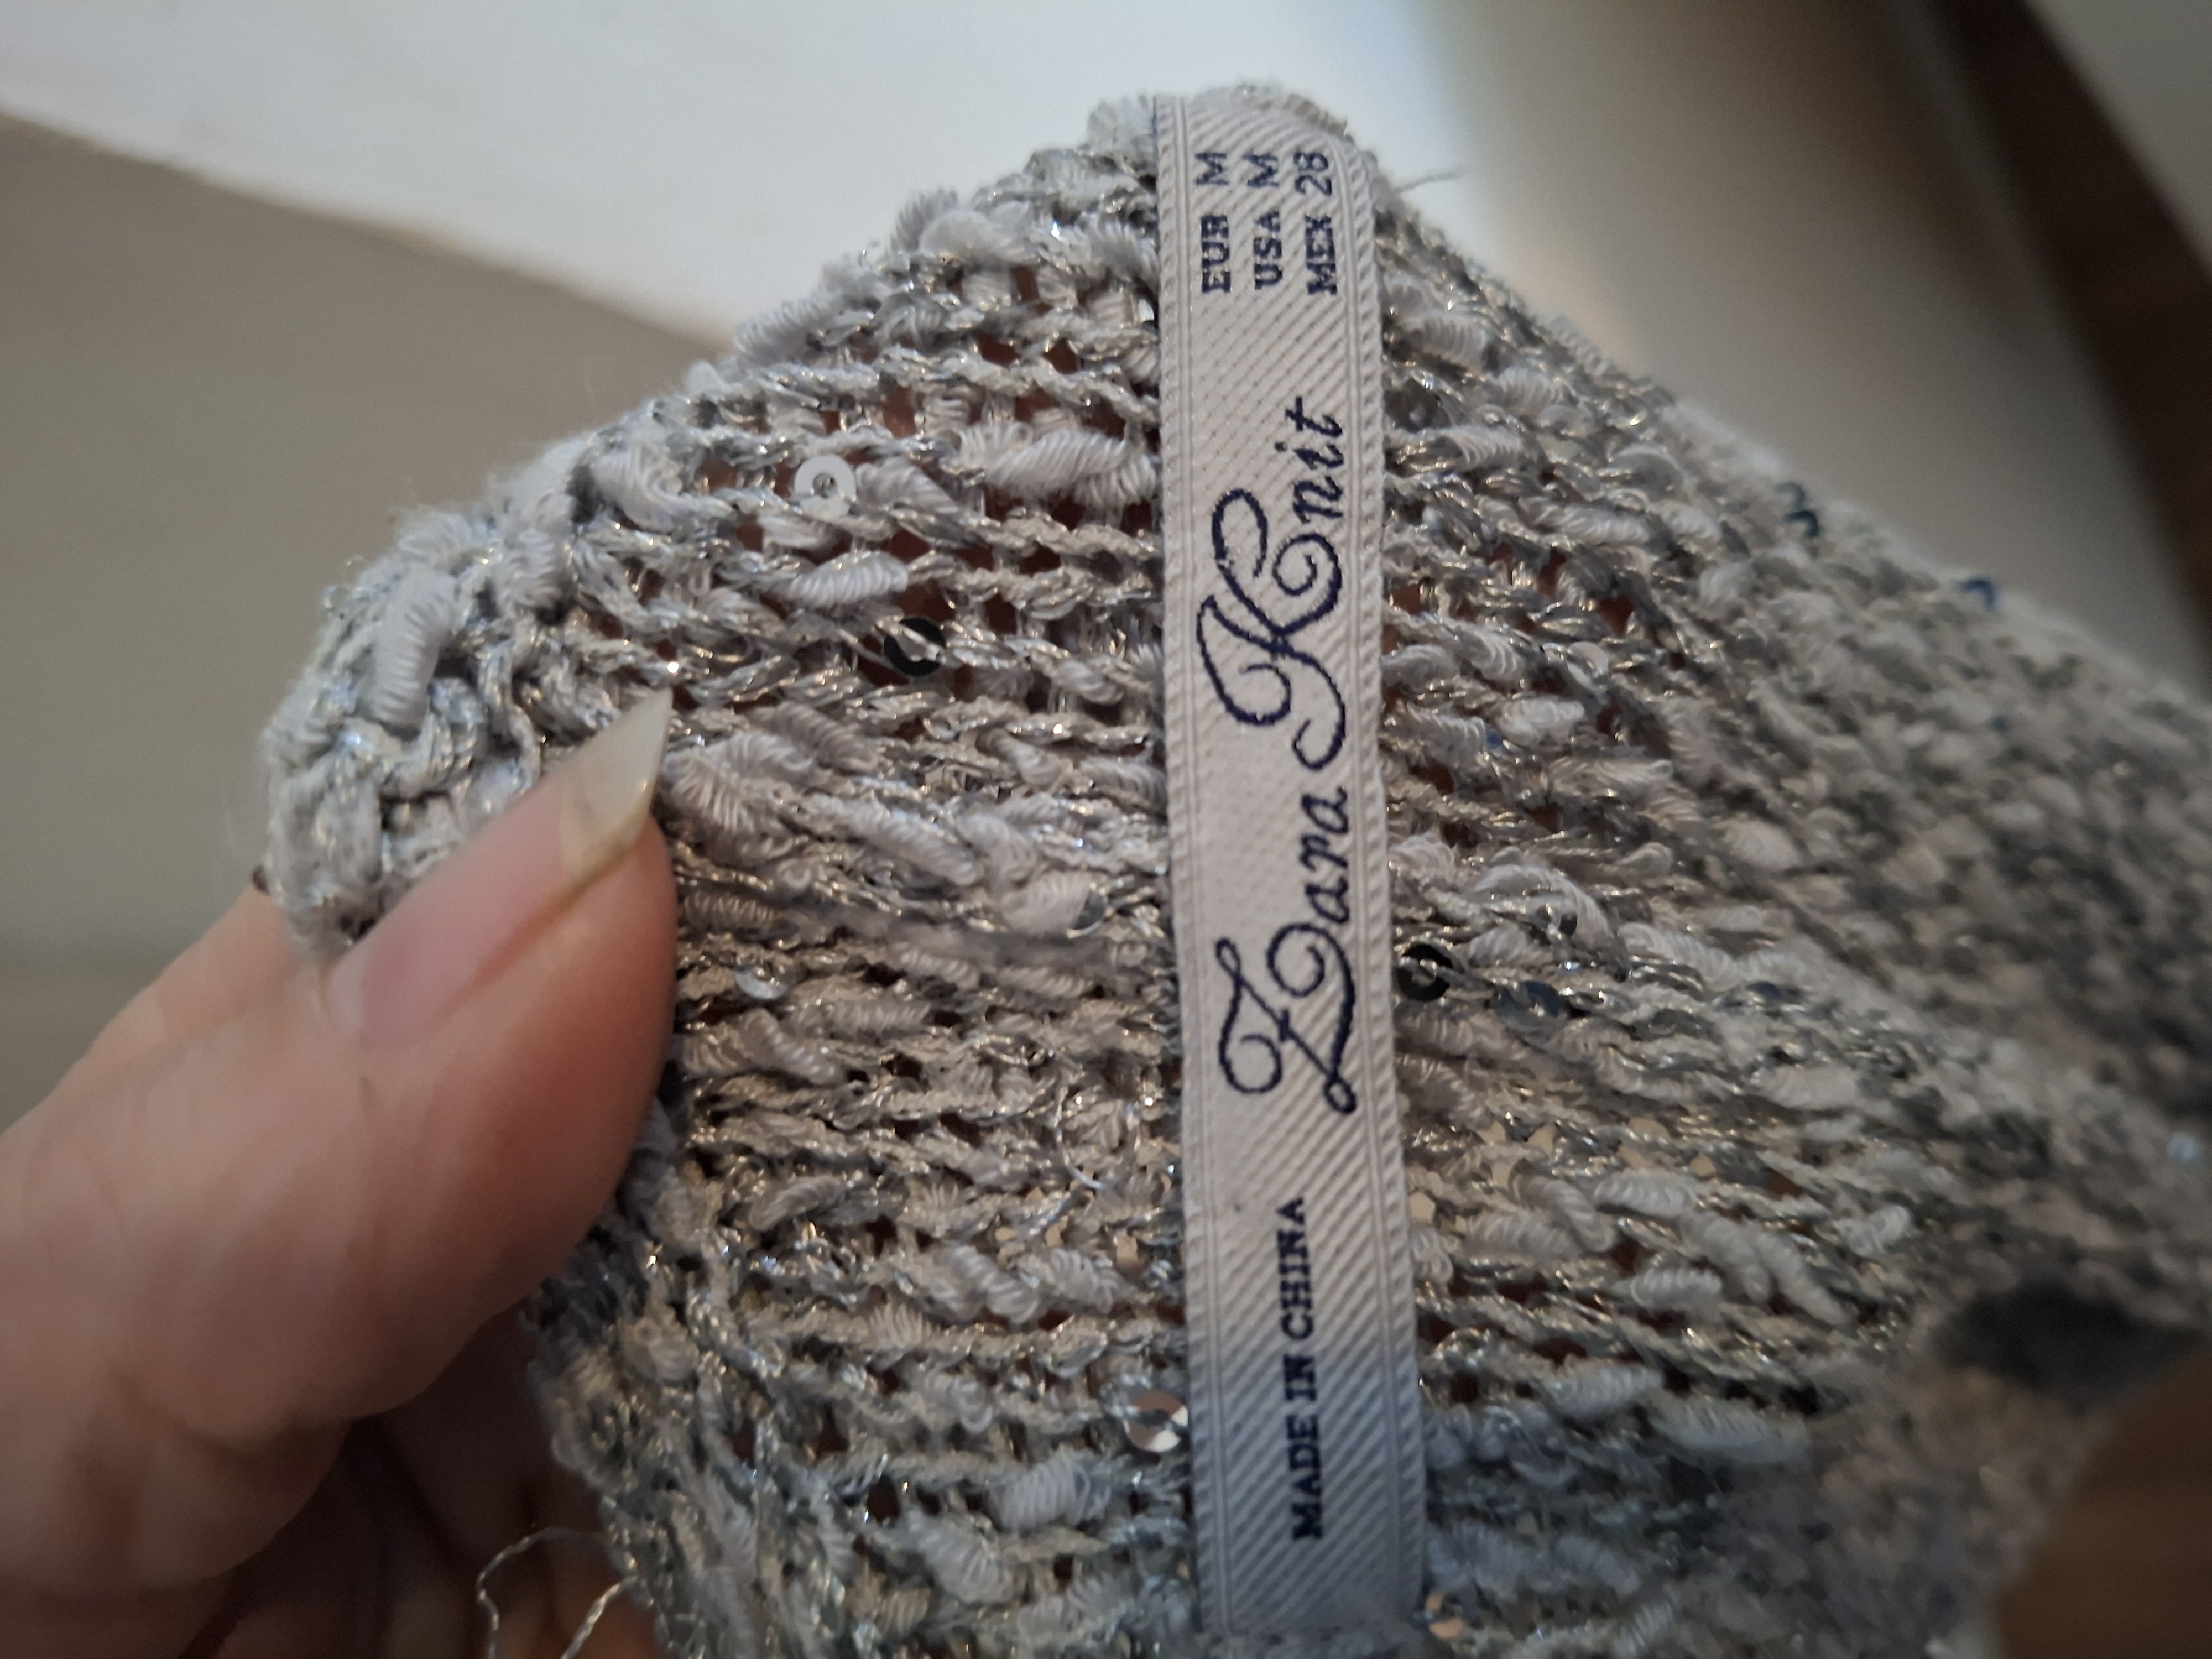 MADE IN CHINA
Zara Knit
EUR M
USA M
MEX 28